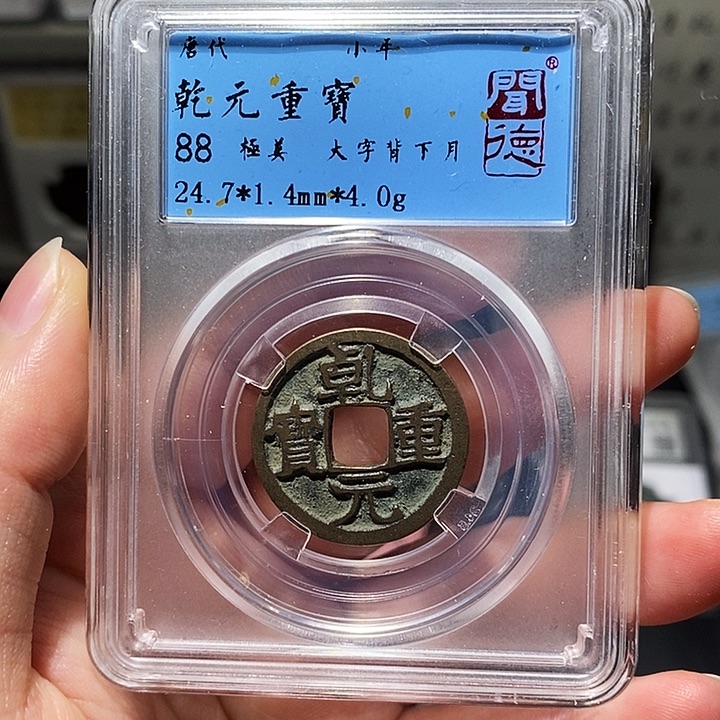 唐代 小平
乾元重寶
88 極美 大字背下月
24.7*1.4mm*4.0g
聞德
®
乾元重寶